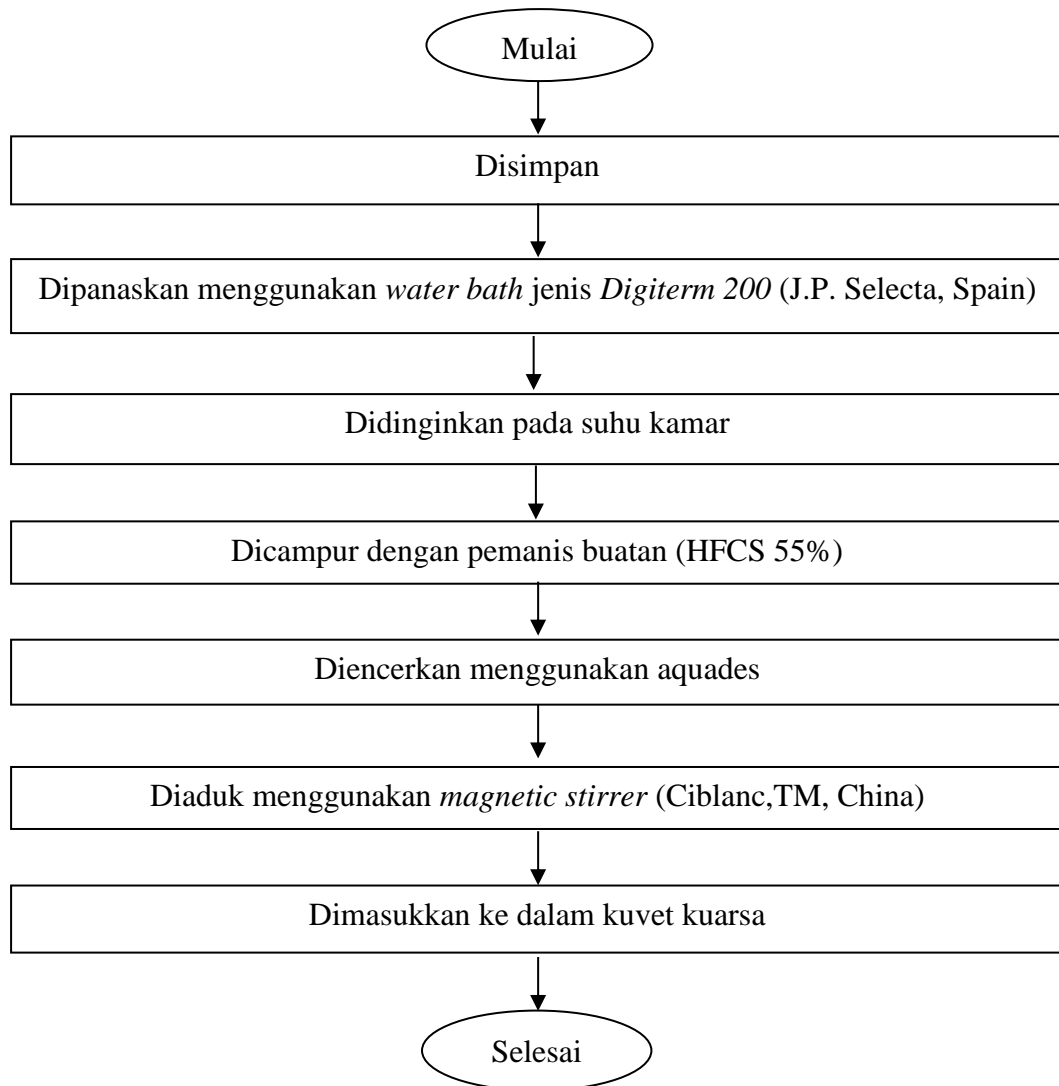 Mulai
Disimpan
Dipanaskan menggunakan water bath jenis Digiterm 200 (J.P. Selecta, Spain)
Didinginkan pada suhu kamar
Dicampur dengan pemanis buatan (HFCS 55%)
Diencerkan menggunakan aquades
Diaduk menggunakan magnetic stirrer (Ciblanc,TM, China)
Dimasukkan ke dalam kuvet kuarsa
Selesai